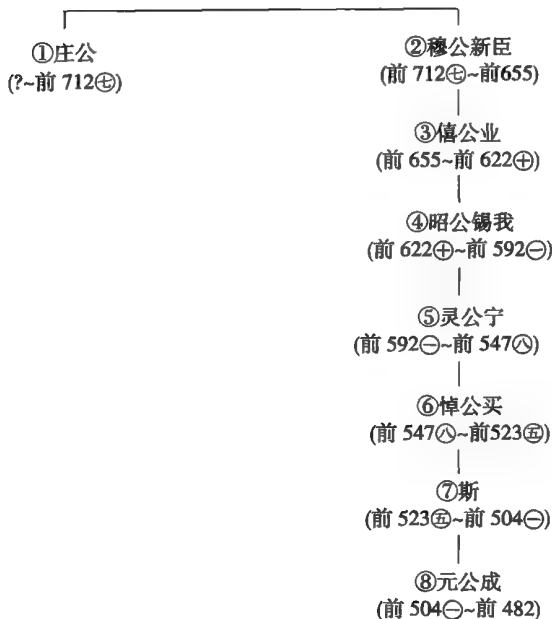 ①庄公
(?~前 712㊆)
②穆公新臣
(前 712㊆~前655)
③僖公业
(前 655~前 622㊉)
④昭公锡我
(前 622㊉~前 592㊀)
⑤灵公宁
(前 592㊀~前 547㊇)
⑥悼公买
(前 547㊇~前523㊄)
⑦斯
(前 523㊄~前 504㊀)
⑧元公成
(前 504㊀~前 482)